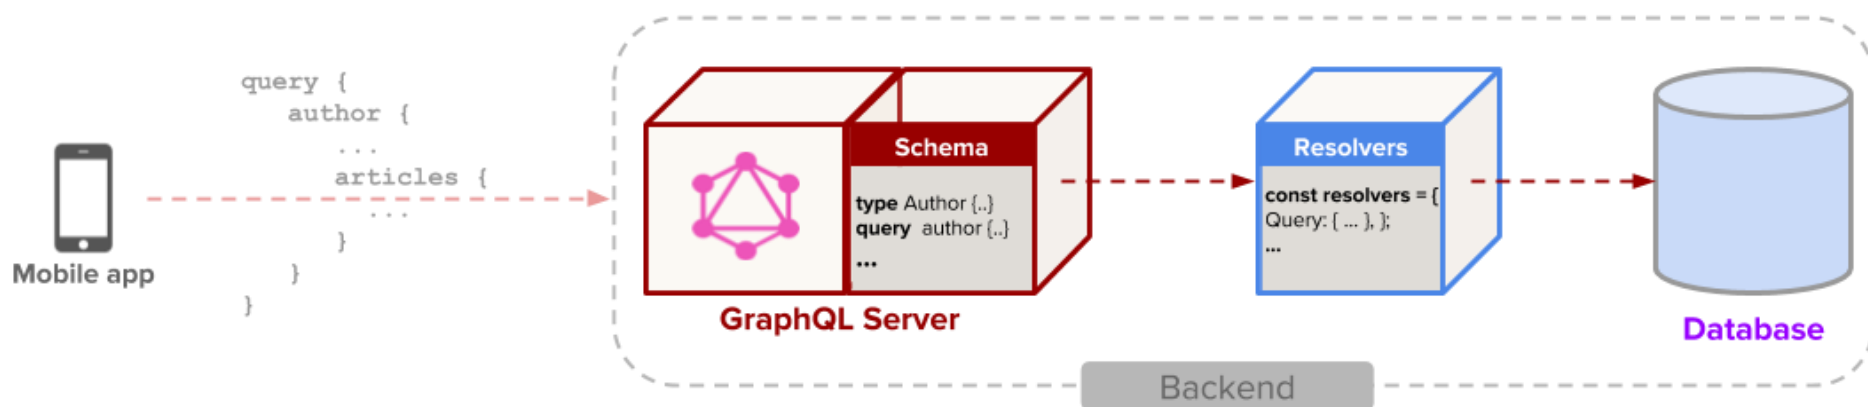 query {
author {
...
articles {
...
}
}
}
Mobile app
Schema
type Author {..}
query author {..}
...
GraphQL Server
Resolvers
const resolvers = {
Query: { ... }, };
...
Database
Backend